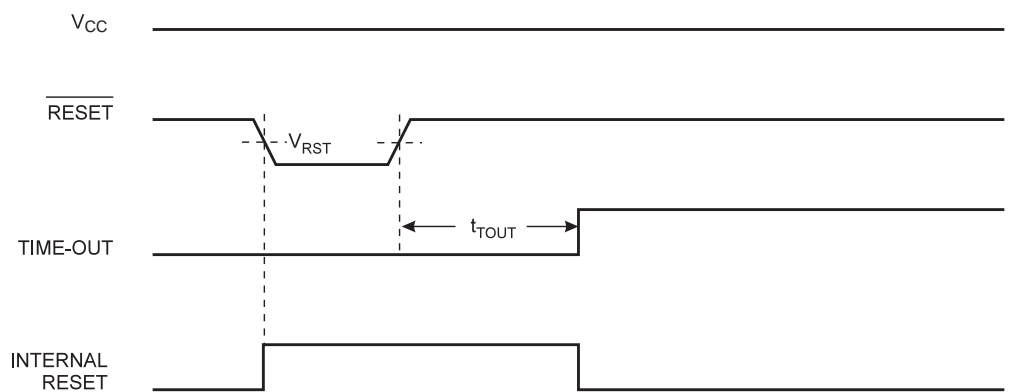 VCC
RESET
VRST
tTOUT
TIME-OUT
INTERNAL
RESET